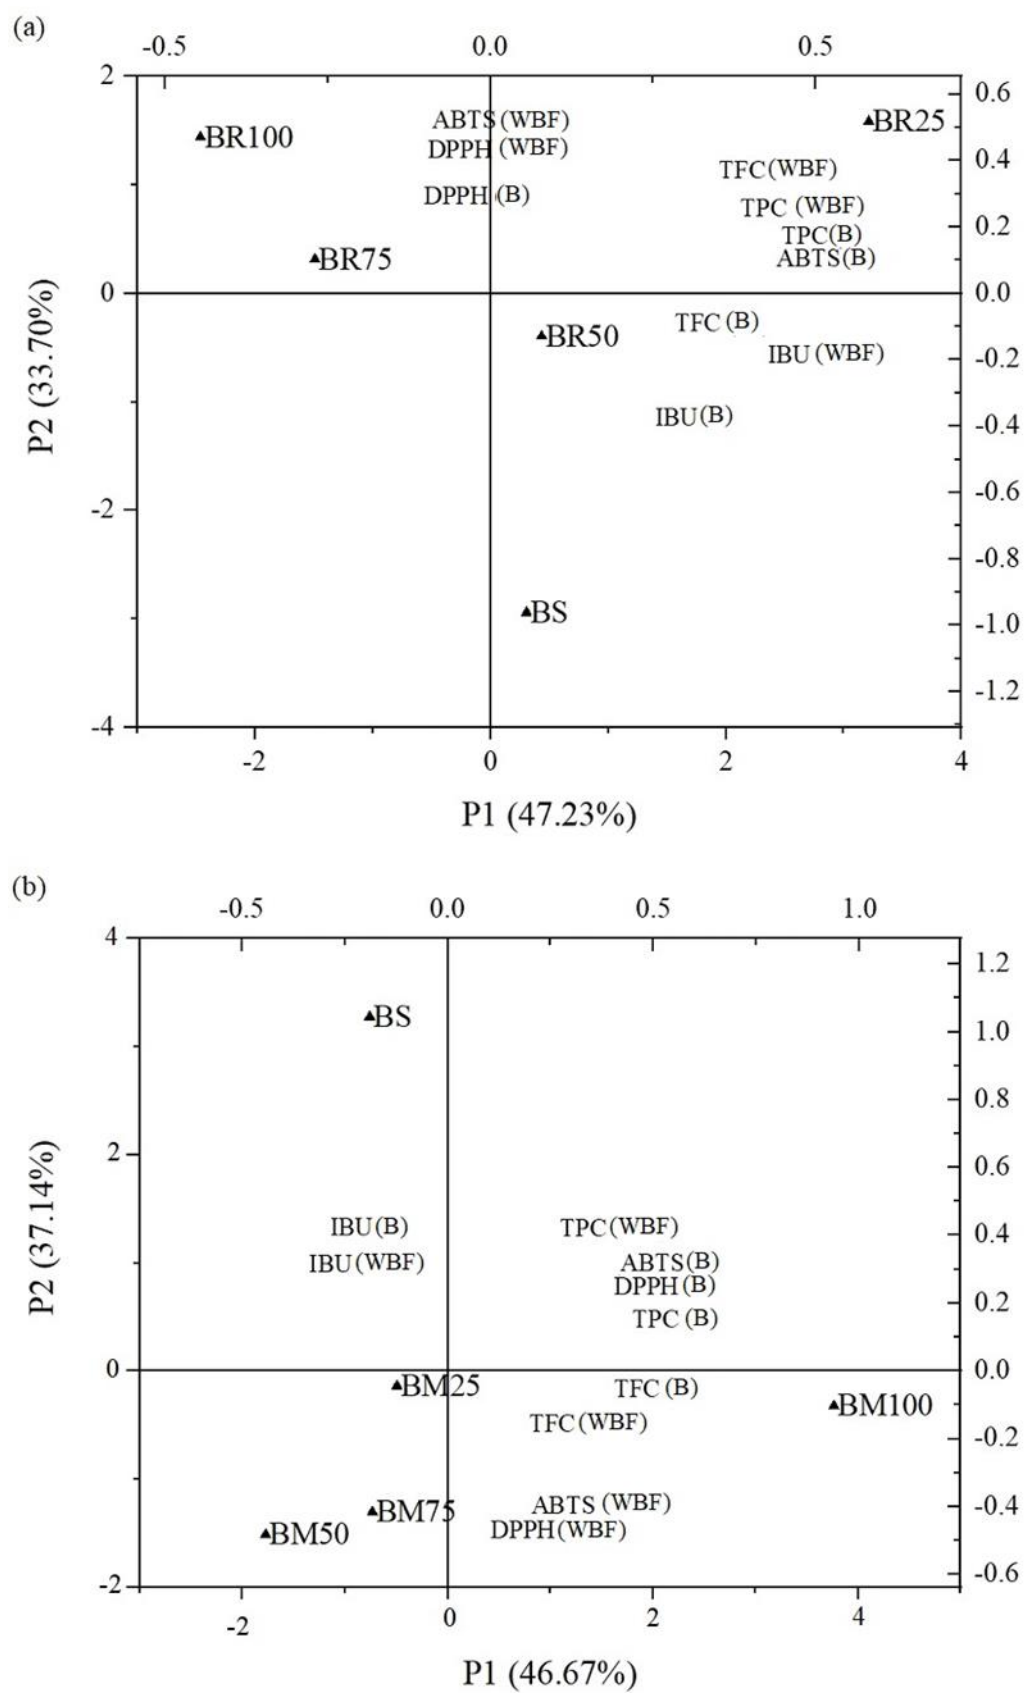 (a)
-0.5 0.0 0.5
2 0.6
ABTS (WBF) BR25
BR100
DPPH (WBF) 0.4
TFC(WBF)
DPPH (B) TPC (WBF) 0.2
TPC(B)
BR75 ABTS(B)
0 0.0
TFC (B)
BR50 IBU (WBF) -0.2
IBU(B) -0.4
-2 -0.6
-0.8
BS -1.0
-1.2
-4
-2 0 2 4
P2 (33.70%)
P1 (47.23%)
(b)
-0.5 0.0 0.5 1.0
4
1.2
BS 1.0
0.8
2 0.6
IBU(B) TPC(WBF) 0.4
IBU(WBF) ABTS(B)
DPPH(B) 0.2
TPC (B)
0 0.0
BM25 TFC (B)
BM100
TFC (WBF) -0.2
ABTS (WBF) -0.4
BM75
BM50 DPPH(WBF)
-2 -0.6
-2 0 2 4
P2 (37.14%)
P1 (46.67%)